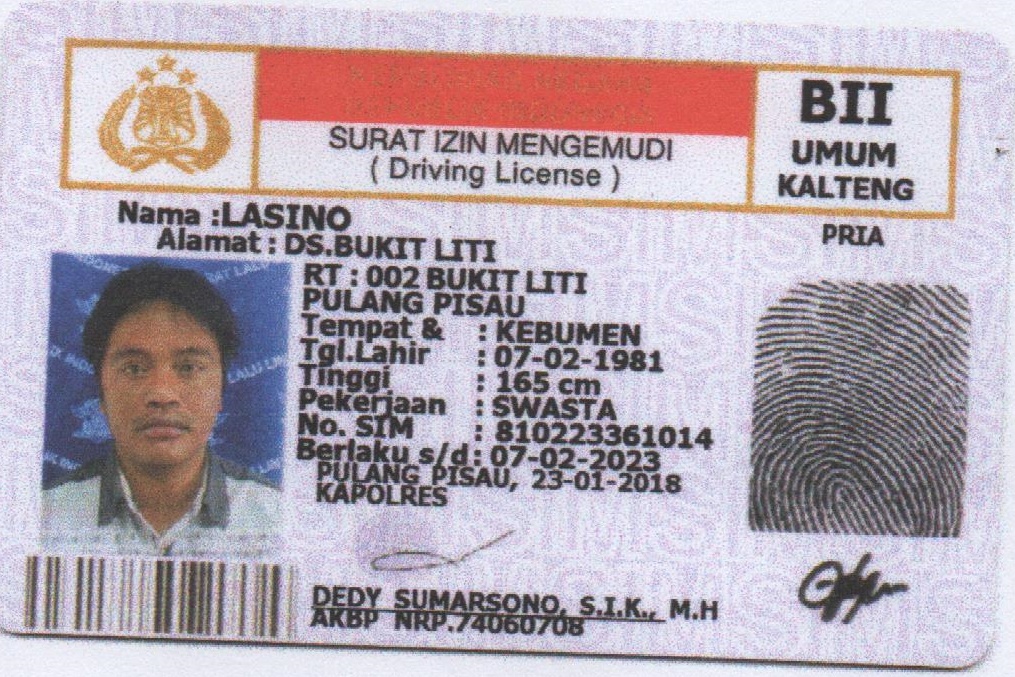 SURAT IZIN MENGEMUDI
( Driving License )
BII
UMUM
KALTENG
PRIA
Nama :LASINO
Alamat : DS.BUKIT LITI
RT : 002 BUKIT LITI
PULANG PISAU
Tempat & : KEBUMEN
Tgl.Lahir : 07-02-1981
Tinggi : 165 cm
Pekerjaan : SWASTA
No. SIM : 810223361014
Berlaku s/d : 07-02-2023
PULANG PISAU, 23-01-2018
KAPOLRES
DEDY SUMARSONO, S.I.K., M.H
AKBP NRP.74060708